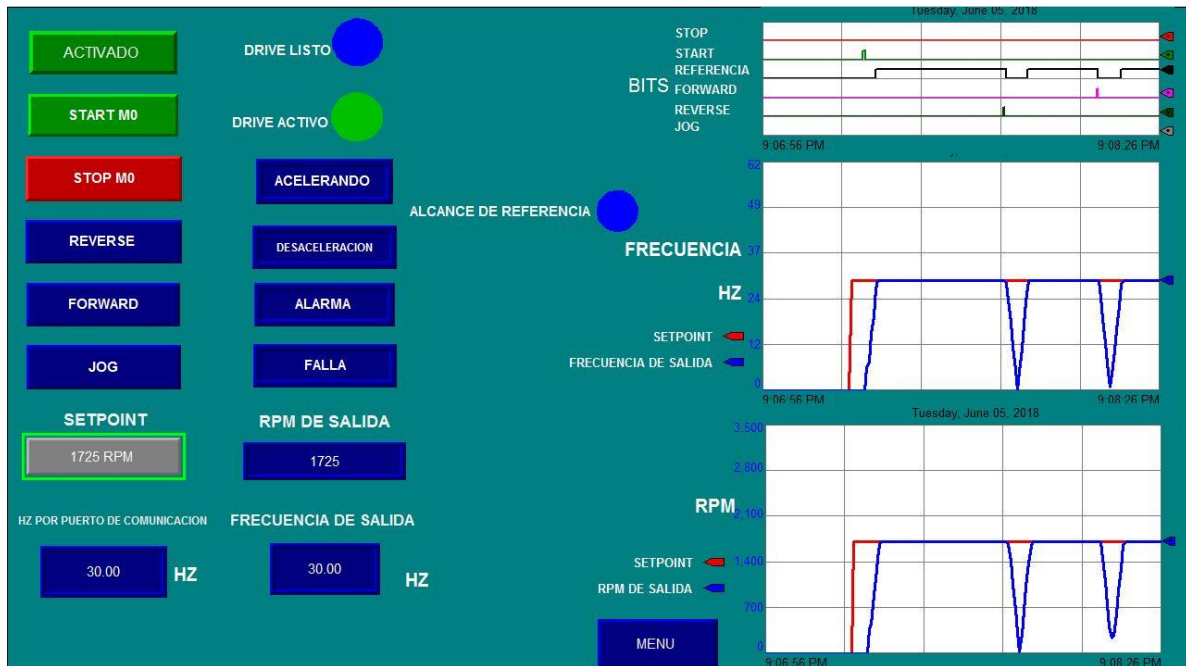 ACTIVADO
START M0
STOP M0
REVERSE
FORWARD
JOG
SETPOINT
1725 RPM
HZ POR PUERTO DE COMUNICACION
30.00
HZ
DRIVE LISTO
DRIVE ACTIVO
ACELERANDO
DESACELERACION
ALARMA
FALLA
RPM DE SALIDA
1725
FRECUENCIA DE SALIDA
30.00
HZ
ALCANCE DE REFERENCIA
Tuesday, June 05, 2018
BITS
STOP
START
REFERENCIA
FORWARD
REVERSE
JOG
9:06:56 PM
9:08:26 PM
FRECUENCIA
HZ
62
49
37
24
12
0
SETPOINT
FRECUENCIA DE SALIDA
9:06:56 PM
9:08:26 PM
Tuesday, June 05, 2018
RPM
3,500
2,800
2,100
1,400
700
0
SETPOINT
RPM DE SALIDA
9:06:56 PM
9:08:26 PM
MENU